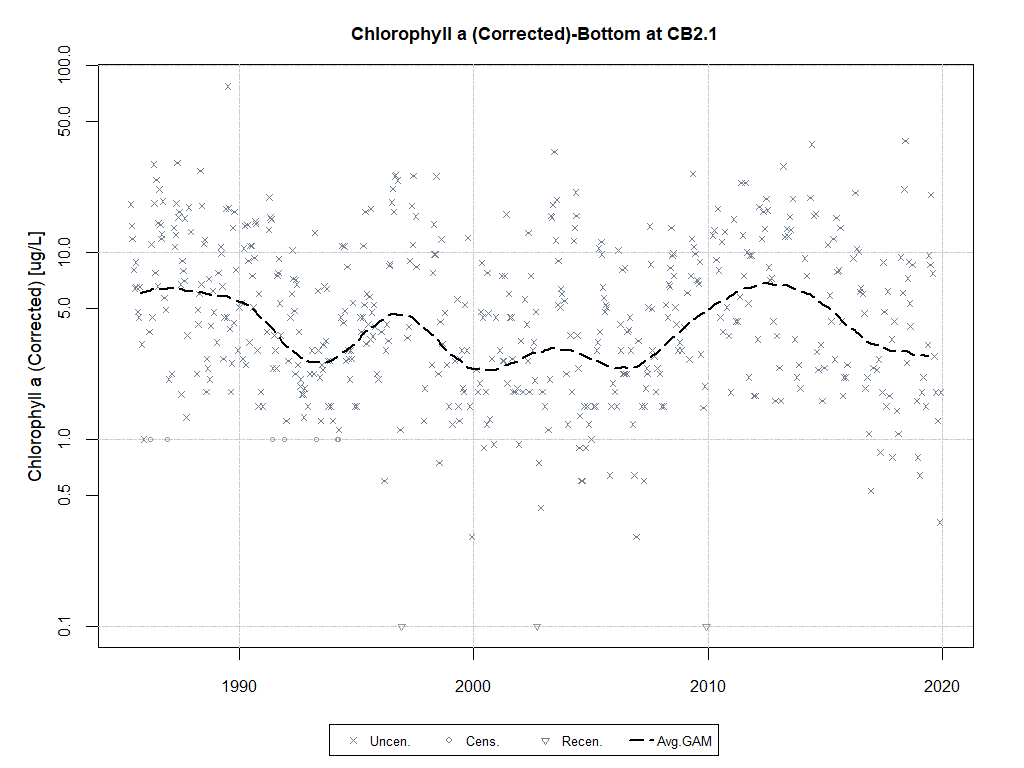 Chlorophyll a (Corrected)-Bottom at CB2.1
Chlorophyll a (Corrected) [ug/L]
100.0
50.0
10.0
5.0
1.0
0.5
0.1
1990 2000 2010 2020
Uncen. Cens. Recen. Avg.GAM